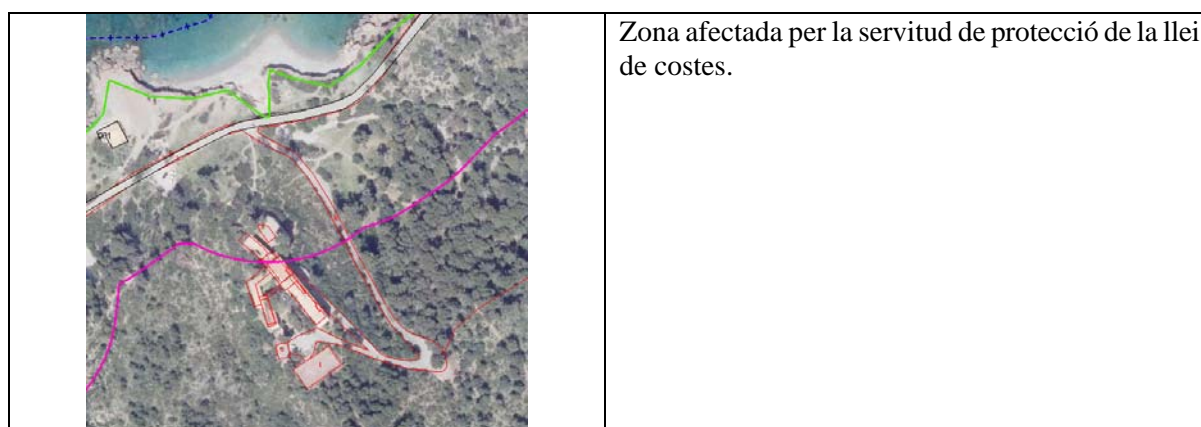 Zona afectada per la servitud de protecció de la llei
de costes.